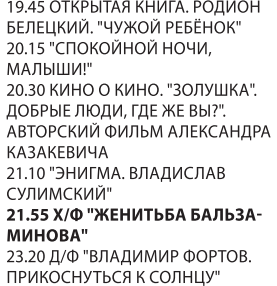 19.45 ОТКРЫТАЯ КНИГА. РОДИОН
БЕЛЕЦКИЙ. "ЧУЖОЙ РЕБЁНОК"
20.15 "СПОКОЙНОЙ НОЧИ,
МАЛЫШИ!"
20.30 КИНО О КИНО. "ЗОЛУШКА".
ДОБРЫЕ ЛЮДИ, ГДЕ ЖЕ ВЫ?".
АВТОРСКИЙ ФИЛЬМ АЛЕКСАНДРА
КАЗАКЕВИЧА
21.10 "ЭНИГМА. ВЛАДИСЛАВ
СУЛИМСКИЙ"
21.55 Х/Ф "ЖЕНИТЬБА БАЛЬЗА-
МИНОВА"
23.20 Д/Ф "ВЛАДИМИР ФОРТОВ.
ПРИКОСНУТЬСЯ К СОЛНЦУ"